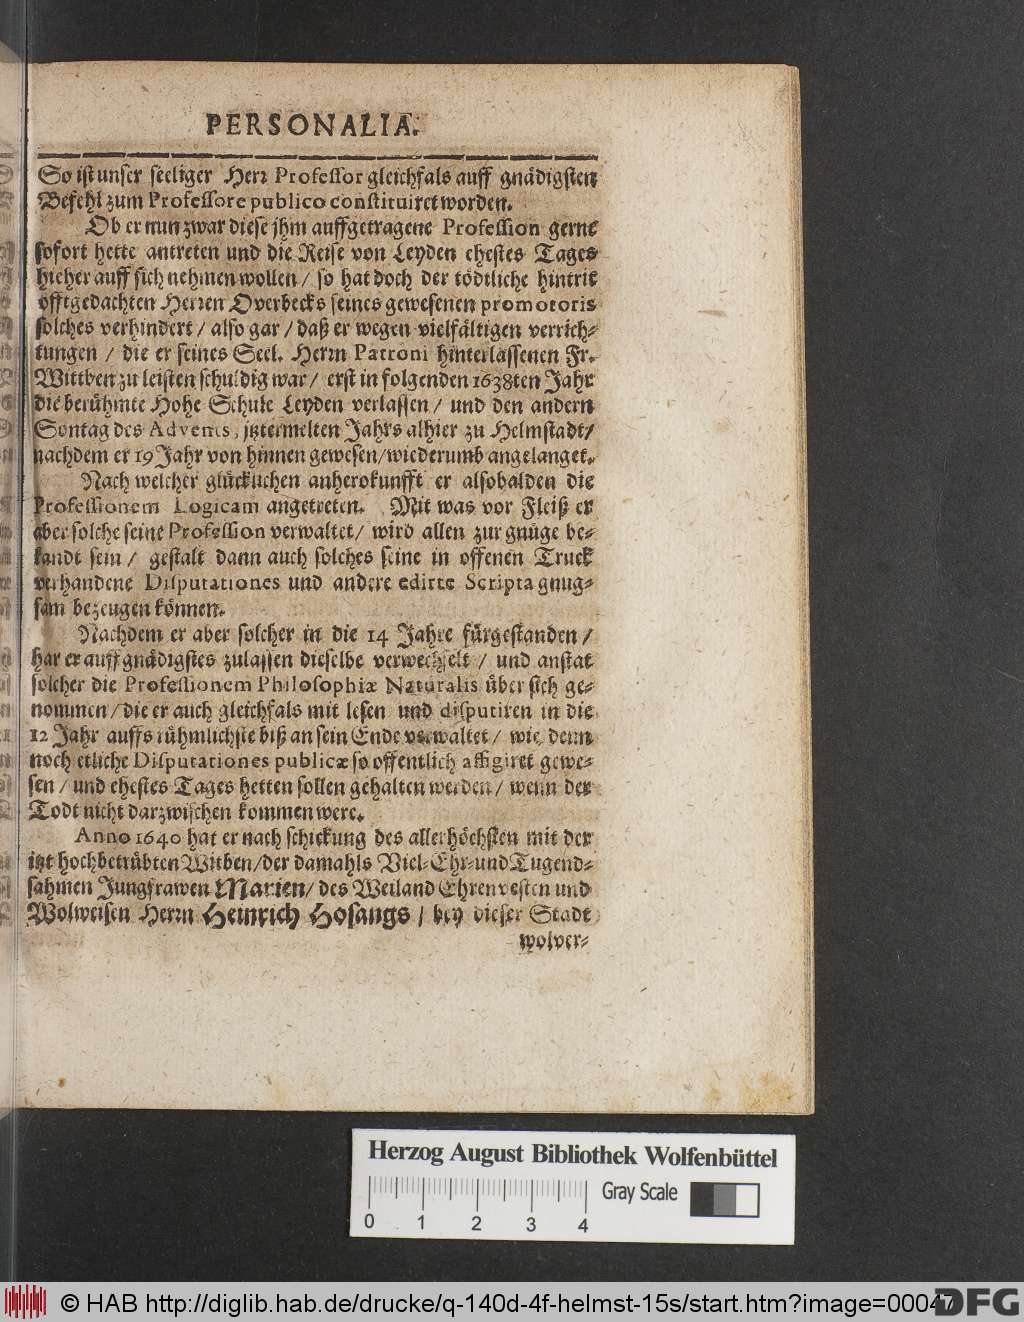 PERSONALIA.
So ist unser seeliger Herr Professor gleichfals auff gnädigsten
Befehl zum Professore publico constituiret worden.
Ob er nun zwar diese jhm auffgetragene Profession gerne
sofort hette antreten und die Reise von Leyden ehestes Tages
hieher auff sich nehmen wollen / so hat doch der tödtliche hintrit
offtgedachten Herren Overbecks seines gewesenen promotoris
solches verhindert / also gar / daß er wegen vielfältigen verrich-
tungen / die er seines Seel. Herrn Patroni hinterlassenen Fr.
Wittben zu leisten schuldig war / erst in folgenden 1638ten Jahr
die berühmte Hohe Schule Leyden verlassen / und den andern
Sontag des Advents, jtztermelten Jahrs alhier zu Helmstadt /
nachdem er 19 Jahr von hinnen gewesen / wiederumb angelanget.
Nach welcher glücklichen anherokunfft er alsobalden die
Professionem Logicam angetreten. Mit was vor Fleiß er
aber solche seine Profession verwaltet / wird allen zur gnüge be-
kandt sein / gestalt dann auch solches seine in offenen Truck
verhandene Disputationes und andere edirte Scripta gnug-
sam bezeugen können.
Nachdem er aber solcher in die 14 Jahre fürgestanden /
hat er auff gnädigstes zulassen dieselbe verwechselt / und anstat
solcher die Professionem Philosophiæ Naturalis über sich ge-
nommen / die er auch gleichfals mit lesen und disputiren in die
12 Jahr auffs rühmlichste biß an sein Ende verwaltet / wie denn
noch etliche Disputationes publicæ so offentlich affigiret gewe-
sen / und ehestes Tages hetten sollen gehalten werden / wenn der
Todt nicht darzwischen kommen were.
Anno 1640 hat er nach schickung des allerhöchsten mit der
itzt hochbetrübten Witben / der damahls Viel-Ehr- und Tugend-
sahmen Jungfrawen Marien / des Weiland Ehrenvesten und
Wolweisen Herrn Heinrich Hosangs / bey dieser Stadt
wolver-
Herzog August Bibliothek Wolfenbüttel
Gray Scale
0 1 2 3 4
© HAB http://diglib.hab.de/drucke/q-140d-4f-helmst-15s/start.htm?image=00047
DFG